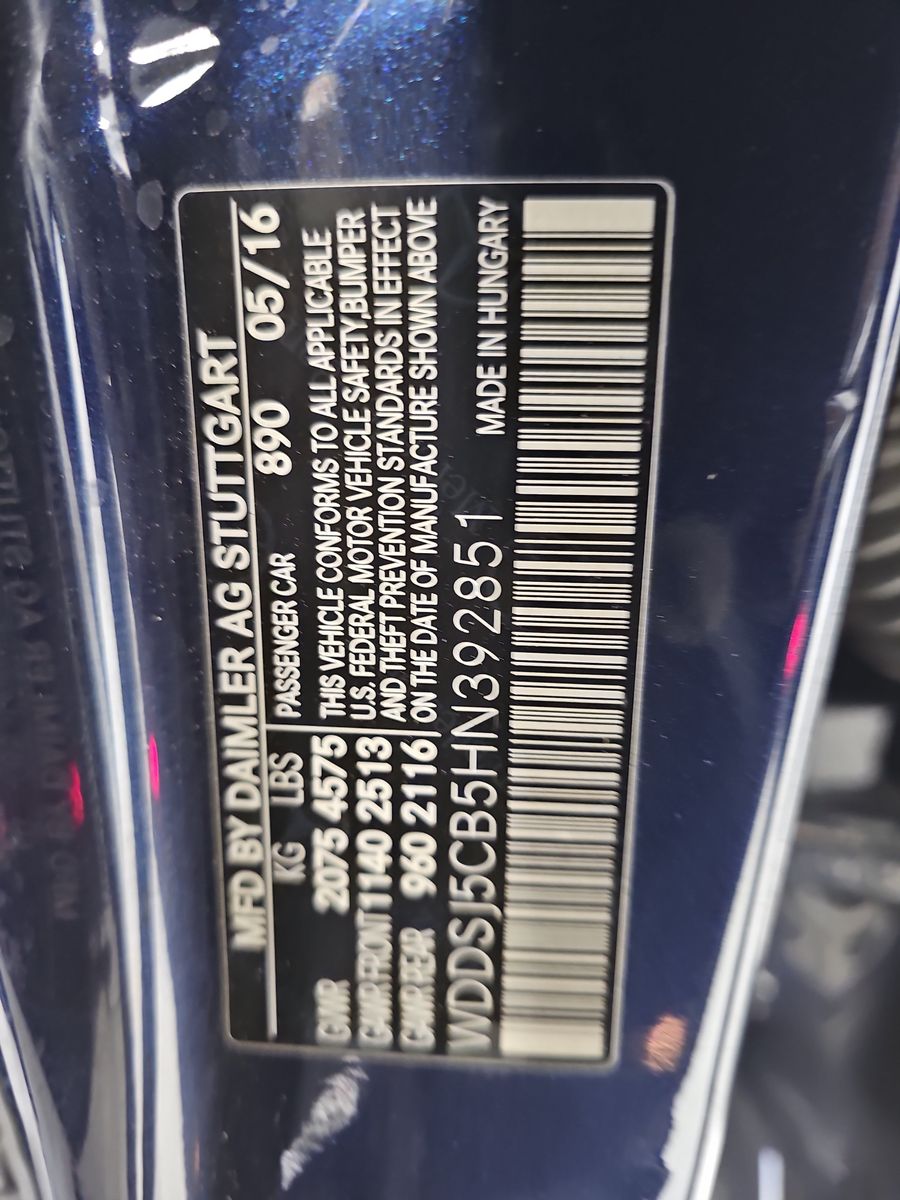 MFD BY DAIMLER AG STUTTGART
KG LBS
PASSENGER CAR 890 05/16
GVWR 2075 4575
GAWR FRONT 1140 2513
GAWR REAR 960 2116
THIS VEHICLE CONFORMS TO ALL APPLICABLE
U.S. FEDERAL MOTOR VEHICLE SAFETY,BUMPER
AND THEFT PREVENTION STANDARDS IN EFFECT
ON THE DATE OF MANUFACTURE SHOWN ABOVE
WDDSJ5CB5HN392851
MADE IN HUNGARY